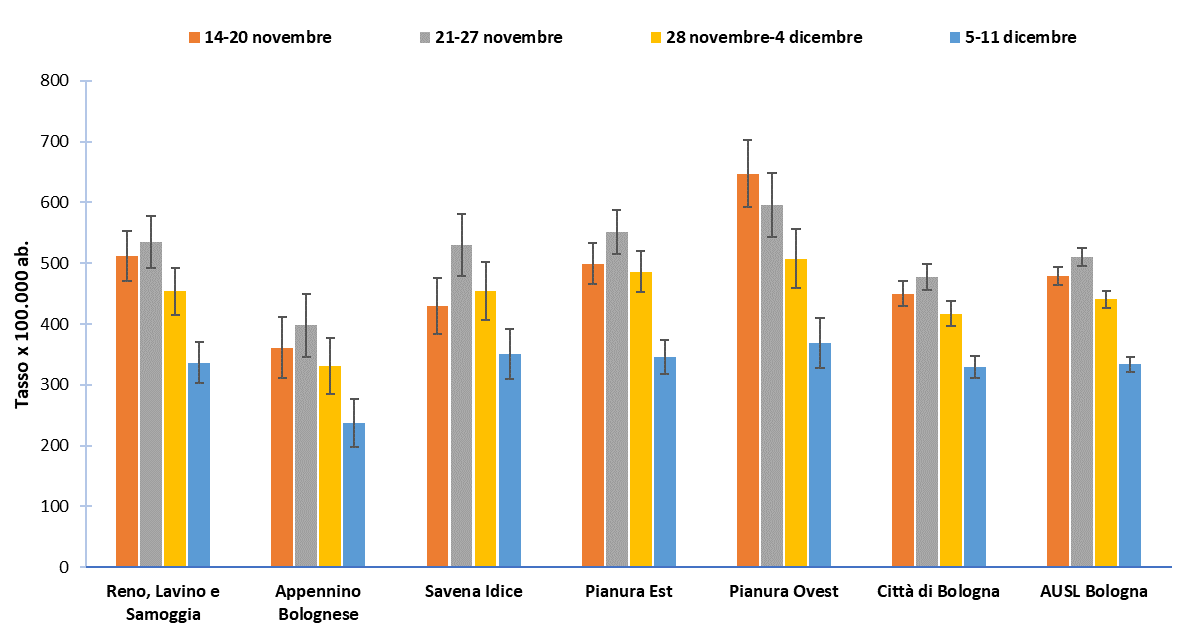 14-20 novembre
21-27 novembre
28 novembre-4 dicembre
5-11 dicembre
Tasso x 100.000 ab.
800
700
600
500
400
300
200
100
0
Reno, Lavino e
Samoggia
Appennino
Bolognese
Savena Idice
Pianura Est
Pianura Ovest
Città di Bologna
AUSL Bologna